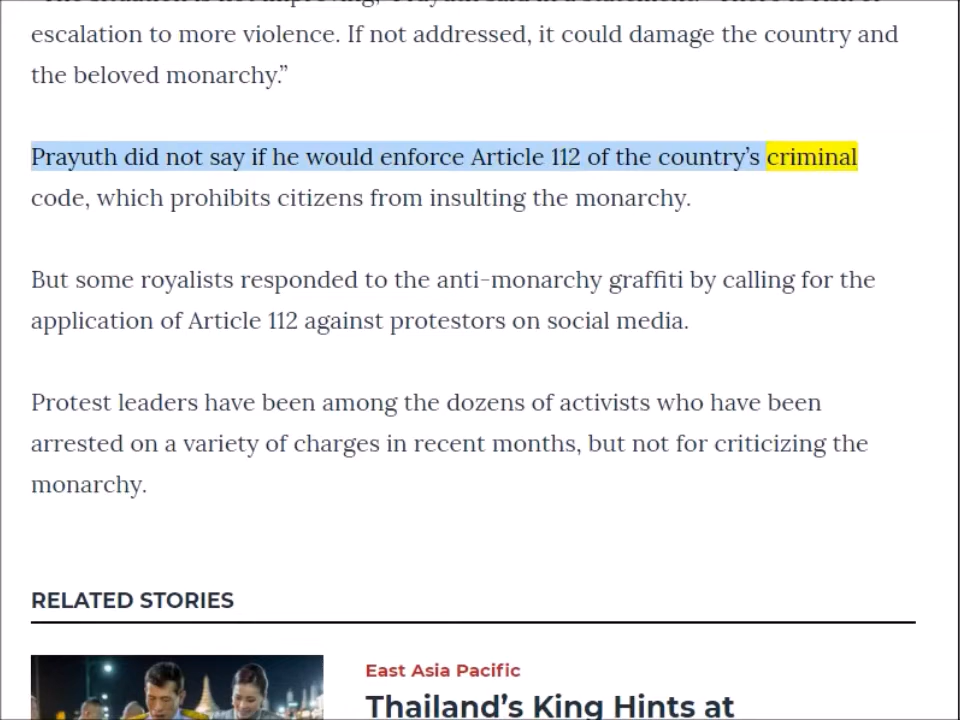 escalation to more violence. If not addressed, it could damage the country and
the beloved monarchy.”
Prayuth did not say if he would enforce Article 112 of the country’s criminal
code, which prohibits citizens from insulting the monarchy.
But some royalists responded to the anti-monarchy graffiti by calling for the
application of Article 112 against protestors on social media.
Protest leaders have been among the dozens of activists who have been
arrested on a variety of charges in recent months, but not for criticizing the
monarchy.
RELATED STORIES
East Asia Pacific
Thailand’s King Hints at